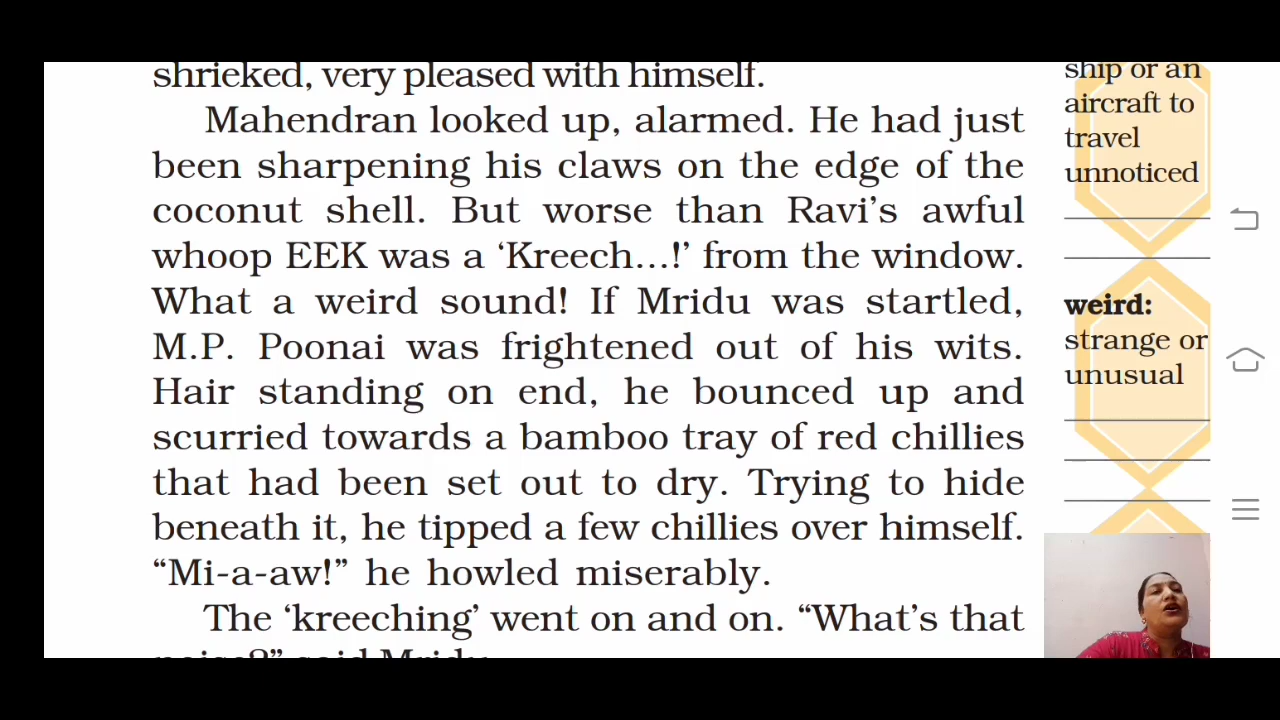 shrieked, very pleased with himself.
Mahendran looked up, alarmed. He had just
been sharpening his claws on the edge of the
coconut shell. But worse than Ravi’s awful
whoop EEK was a ‘Kreech...!’ from the window.
What a weird sound! If Mridu was startled,
M.P. Poonai was frightened out of his wits.
Hair standing on end, he bounced up and
scurried towards a bamboo tray of red chillies
that had been set out to dry. Trying to hide
beneath it, he tipped a few chillies over himself.
“Mi-a-aw!” he howled miserably.
The ‘kreeching’ went on and on. “What’s that
noise?” said Mridu.
ship or an
aircraft to
travel
unnoticed
weird:
strange or
unusual